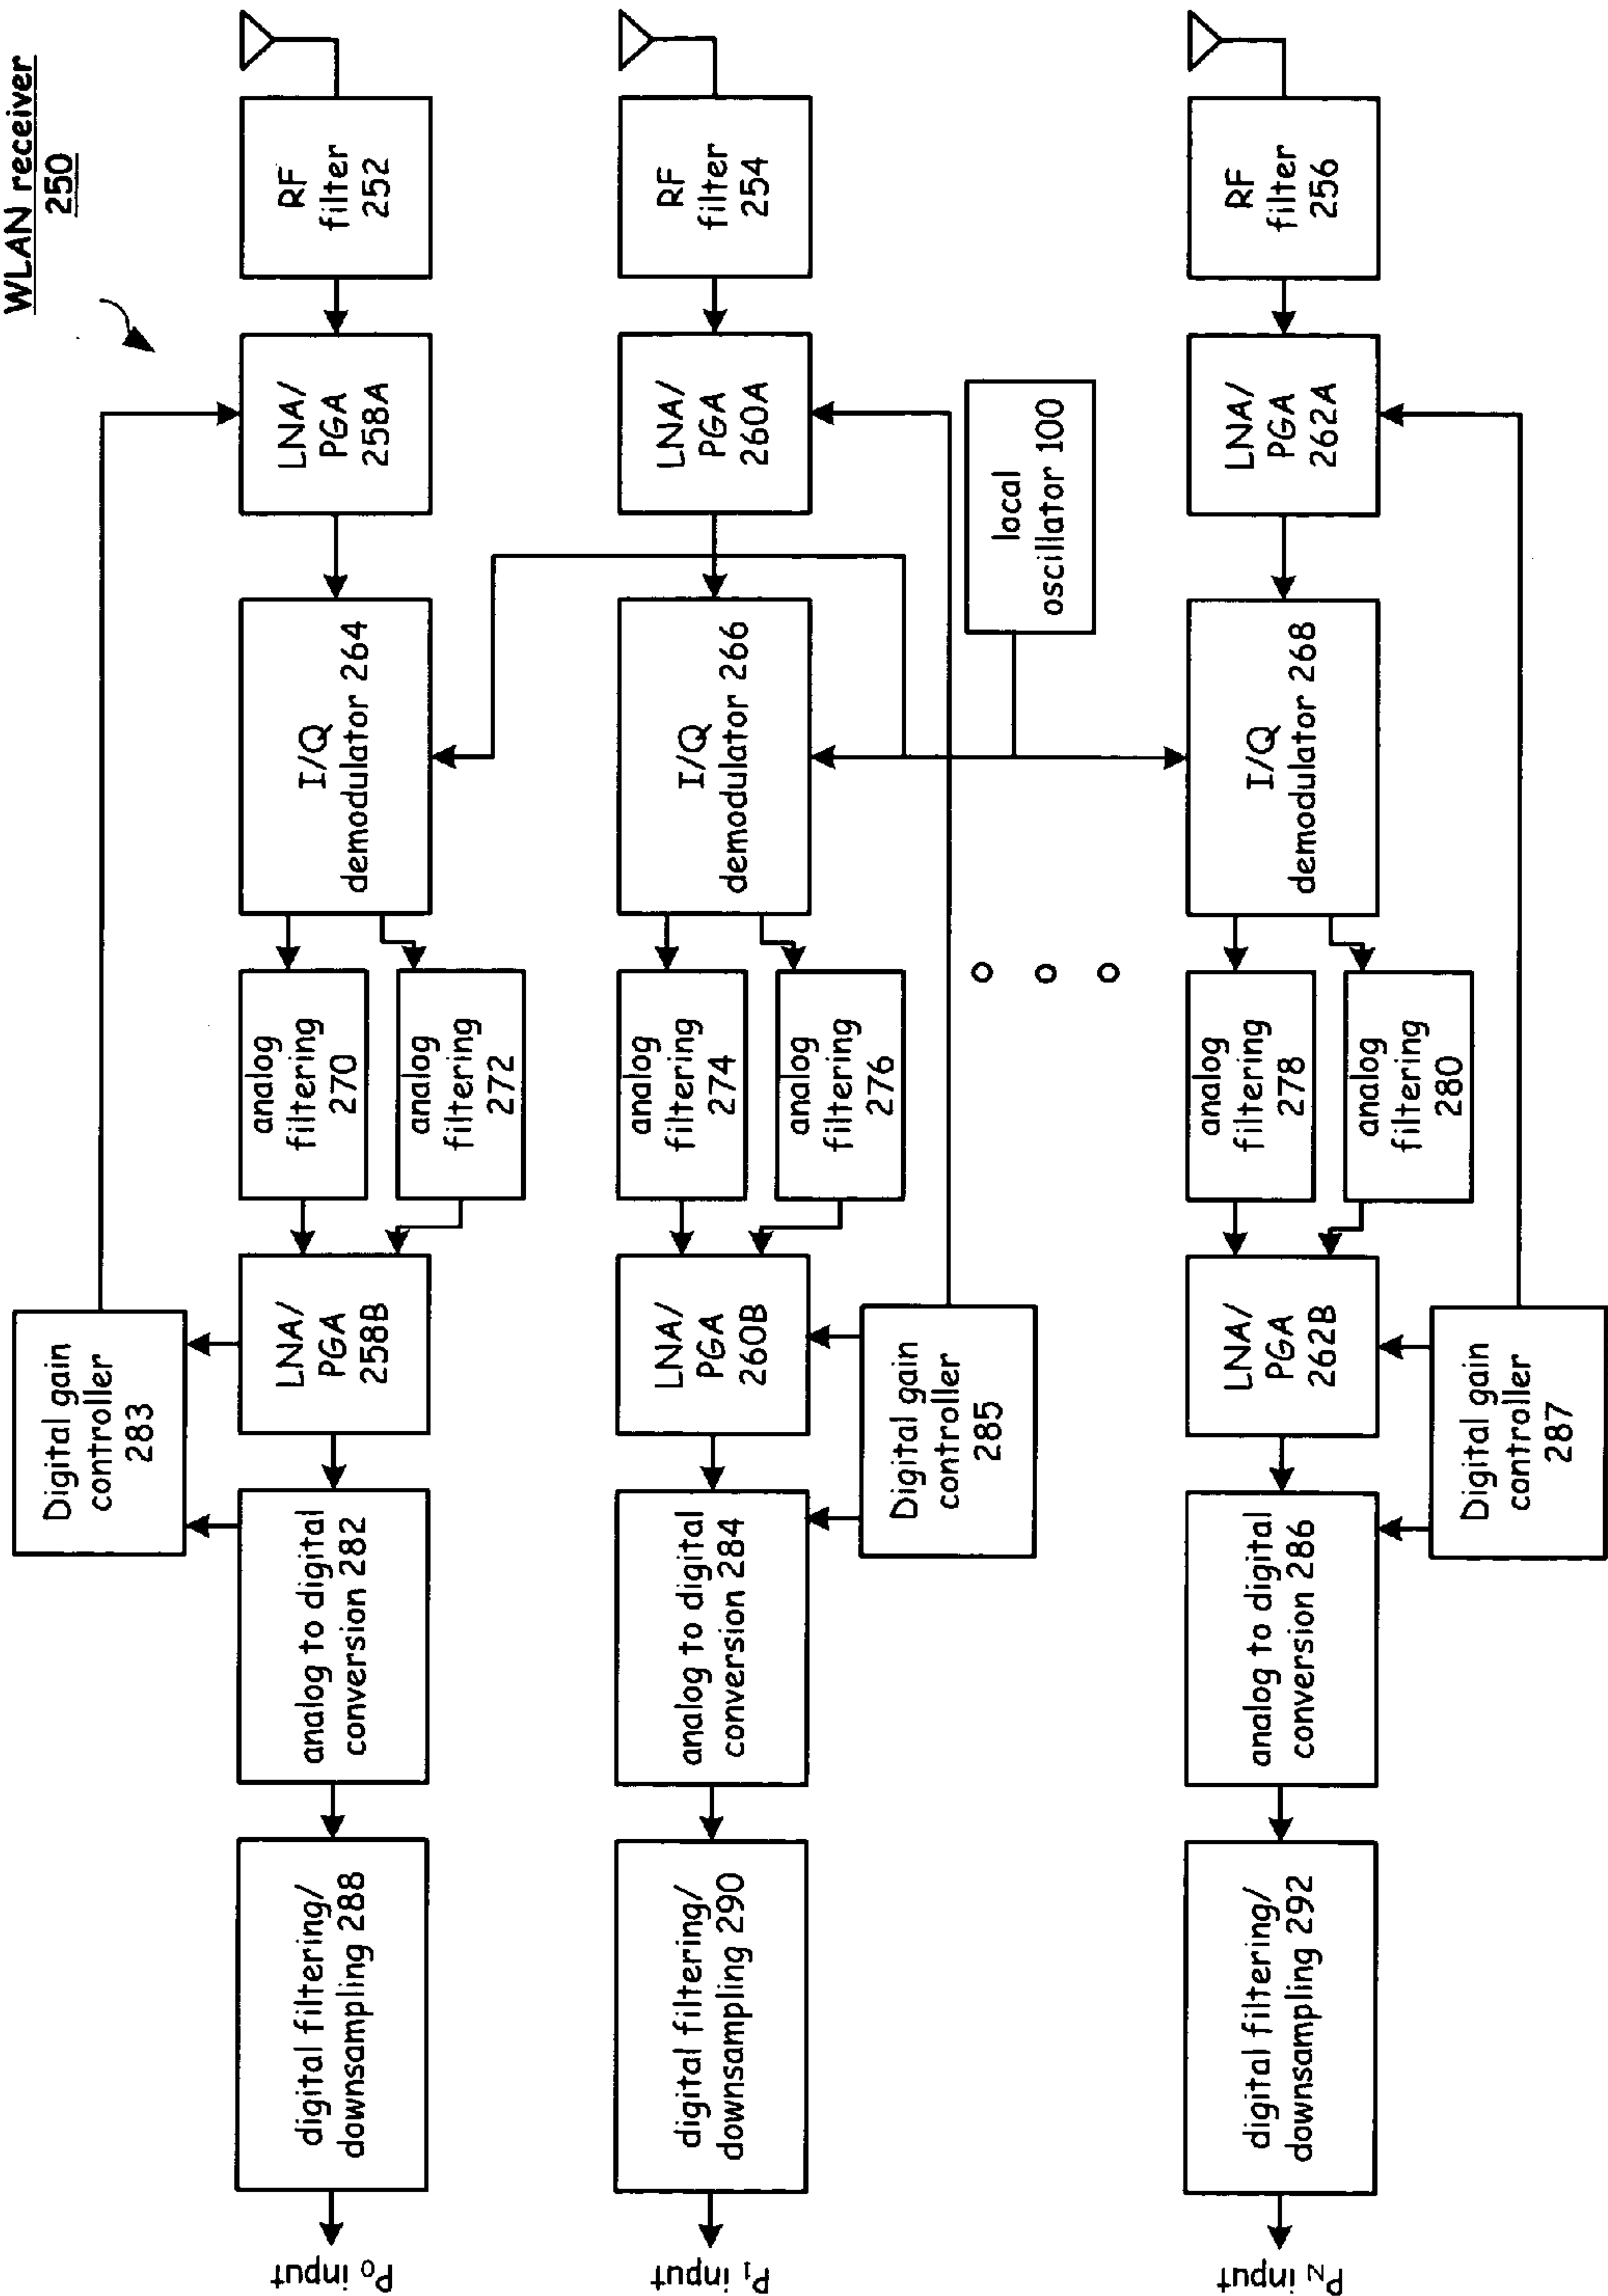 WLAN receiver
250
Digital gain
controller
283
P0 input
digital filtering/
downsampling 288
analog to digital
conversion 282
LNA/
PGA
258B
analog
filtering
270
analog
filtering
272
I/Q
demodulator 264
LNA/
PGA
258A
RF
filter
252
P1 input
digital filtering/
downsampling 290
analog to digital
conversion 284
LNA/
PGA
260B
analog
filtering
274
analog
filtering
276
I/Q
demodulator 266
LNA/
PGA
260A
RF
filter
254
Digital gain
controller
285
local
oscillator 100
PN input
digital filtering/
downsampling 292
analog to digital
conversion 286
LNA/
PGA
262B
analog
filtering
278
analog
filtering
280
I/Q
demodulator 268
LNA/
PGA
262A
RF
filter
256
Digital gain
controller
287